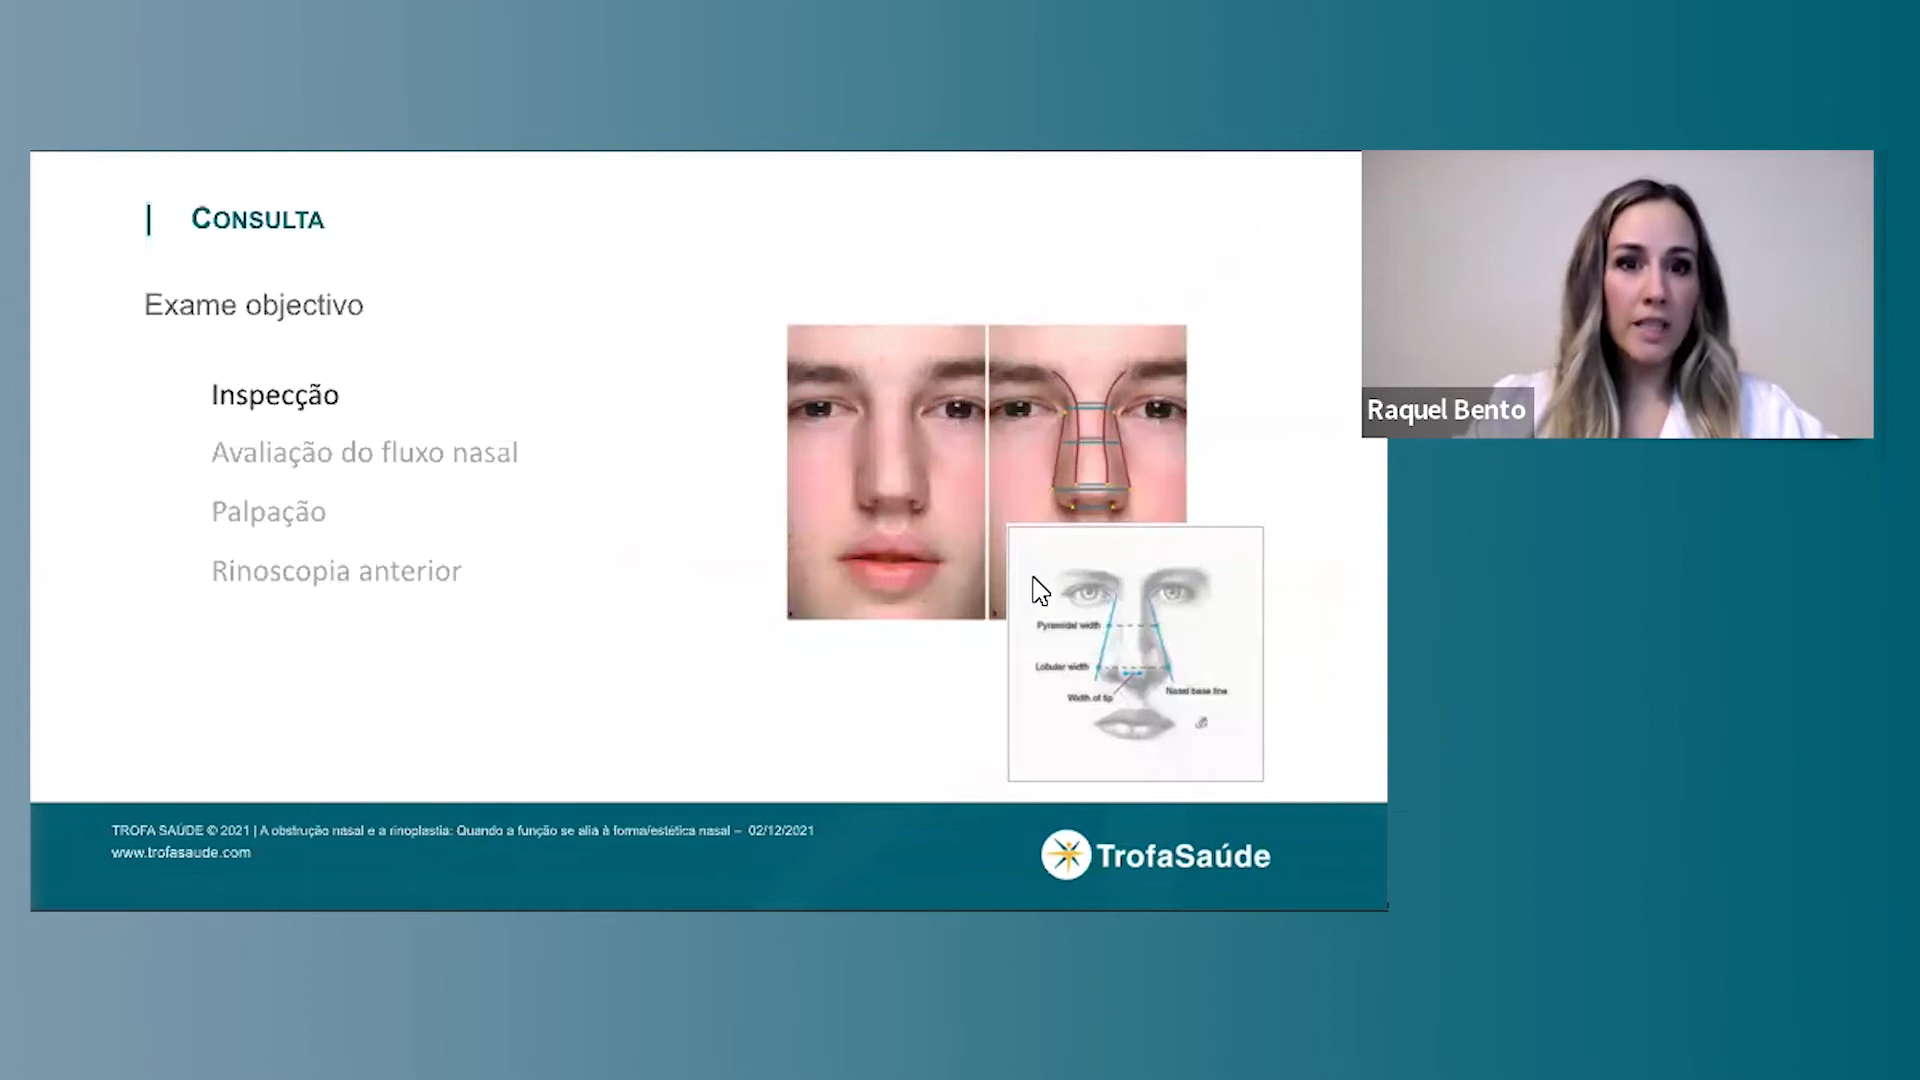 CONSULTA
Exame objectivo
Inspecção
Avaliação do fluxo nasal
Palpação
Rinoscopia anterior
Pyramidal width
Lobular width
Width of tip
Nasal base line
Raquel Bento
TROFA SAÚDE © 2021 | A obstrução nasal e a rinoplastia: Quando a função se alia à forma/estética nasal – 02/12/2021
www.trofasaude.com
TrofaSaúde